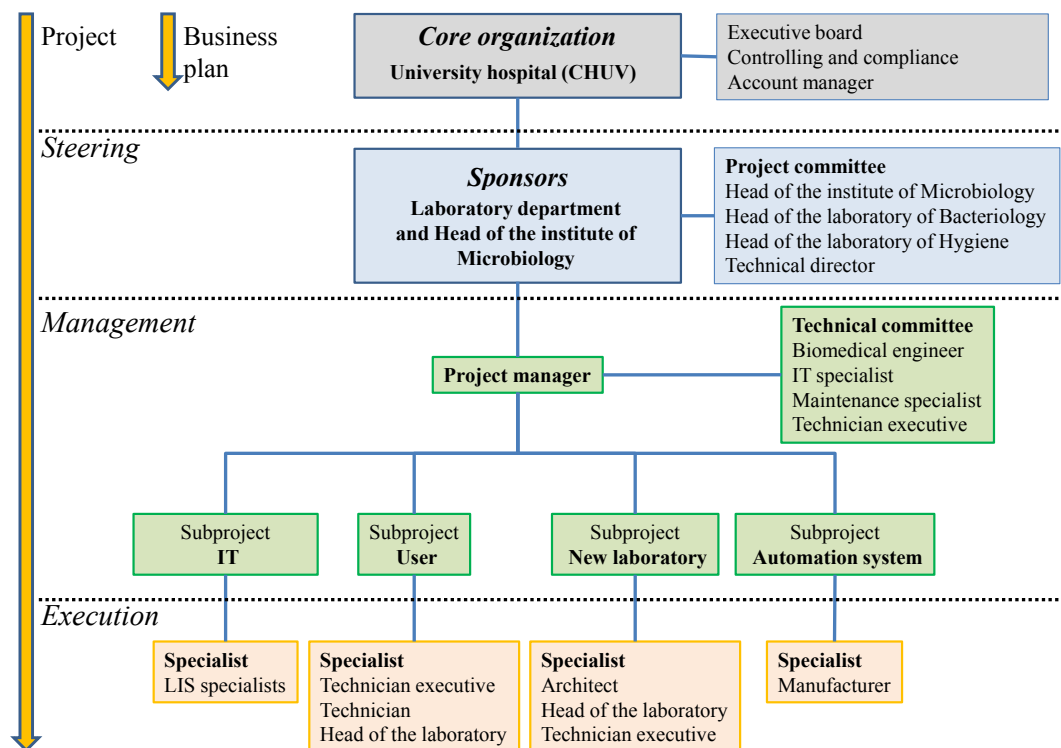 Project
Business
plan
Core organization
University hospital (CHUV)
Executive board
Controlling and compliance
Account manager
Steering
Sponsors
Laboratory department
and Head of the institute of
Microbiology
Project committee
Head of the institute of Microbiology
Head of the laboratory of Bacteriology
Head of the laboratory of Hygiene
Technical director
Management
Project manager
Technical committee
Biomedical engineer
IT specialist
Maintenance specialist
Technician executive
Subproject
IT
Subproject
User
Subproject
New laboratory
Subproject
Automation system
Execution
Specialist
LIS specialists
Specialist
Technician executive
Technician
Head of the laboratory
Specialist
Architect
Head of the laboratory
Technician executive
Specialist
Manufacturer